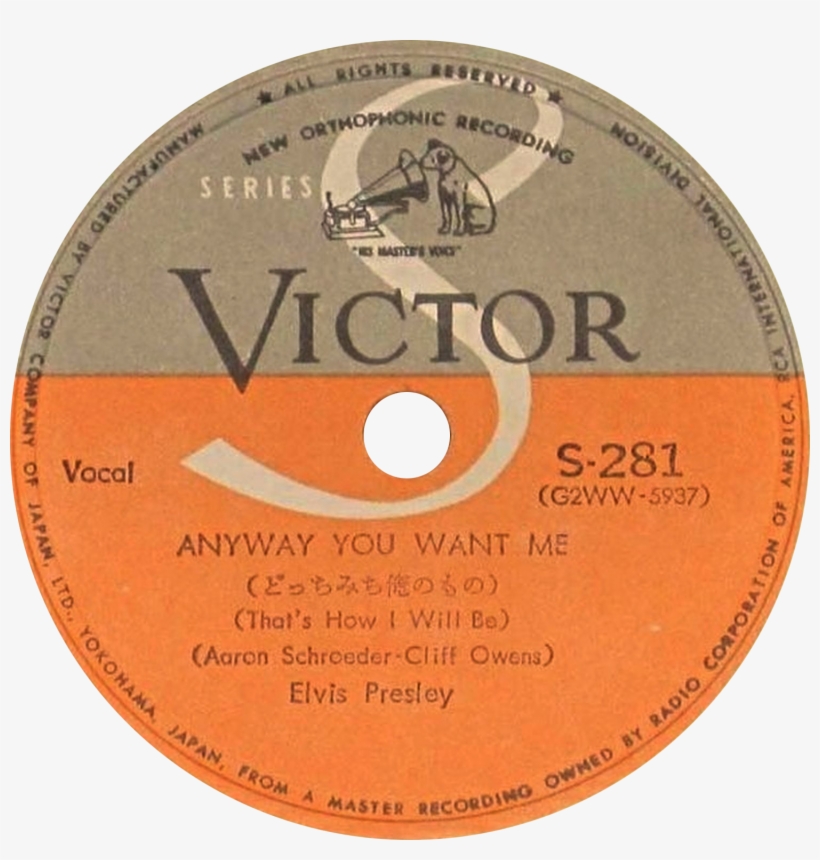 ★ ALL RIGHTS RESERVED ★
NEW ORTHOPHONIC RECORDING
SERIES S
"HIS MASTER'S VOICE"
VICTOR
Vocal
S-281
(G2WW-5937)
ANYWAY YOU WANT ME
(どっちみち俺のもの)
(That's How I Will Be)
(Aaron Schroeder-Cliff Owens)
Elvis Presley
MANUFACTURED BY VICTOR COMPANY OF JAPAN, LTD., YOKOHAMA, JAPAN, FROM A MASTER RECORDING OWNED BY RADIO CORPORATION OF AMERICA, RCA INTERNATIONAL DIVISION